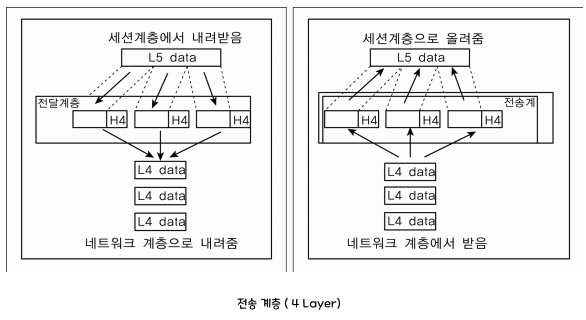 세션계층에서 내려받음
L5 data
전달계층
H4
H4
H4
L4 data
L4 data
L4 data
네트워크 계층으로 내려줌
세션계층으로 올려줌
L5 data
전송계
H4
H4
H4
L4 data
L4 data
L4 data
네트워크 계층에서 받음
전송 계층 ( 4 Layer)